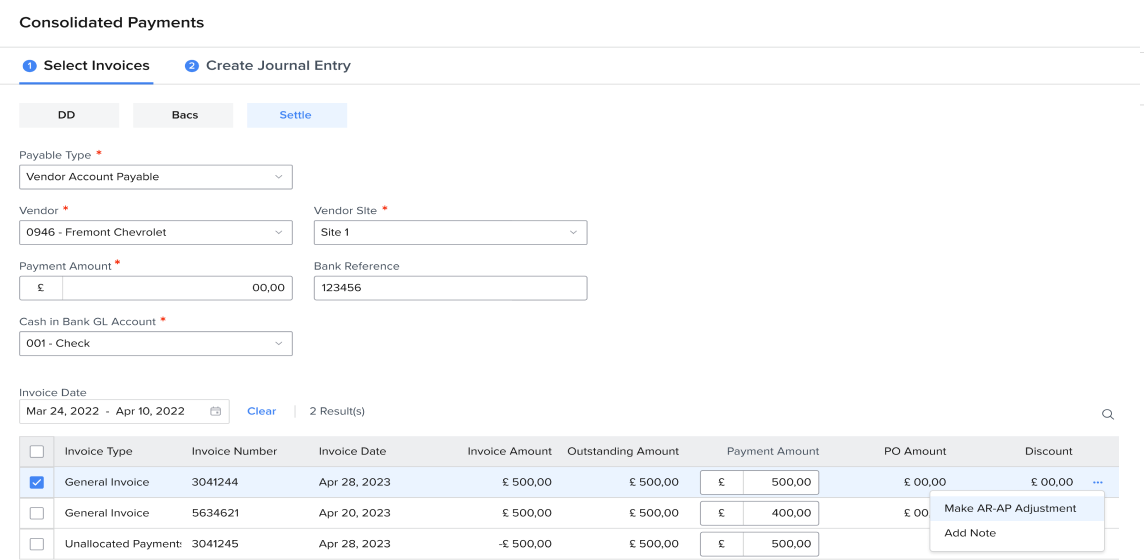 Consolidated Payments
1 Select Invoices 2 Create Journal Entry
DD Bacs Settle
Payable Type *
Vendor Account Payable
Vendor * Vendor SIte *
0946 - Fremont Chevrolet Site 1
Payment Amount * Bank Reference
£ 00,00 123456
Cash in Bank GL Account *
001 - Check
Invoice Date
Mar 24, 2022 - Apr 10, 2022 Clear 2 Result(s)
Invoice Type Invoice Number Invoice Date Invoice Amount Outstanding Amount Payment Amount PO Amount Discount
General Invoice 3041244 Apr 28, 2023 £ 500,00 £ 500,00 £ 500,00 £ 00,00 £ 00,00 ...
Make AR-AP Adjustment
General Invoice 5634621 Apr 20, 2023 £ 500,00 £ 500,00 £ 400,00 £ 00,
Add Note
Unallocated Payments 3041245 Apr 28, 2023 -£ 500,00 £ 500,00 £ 500,00